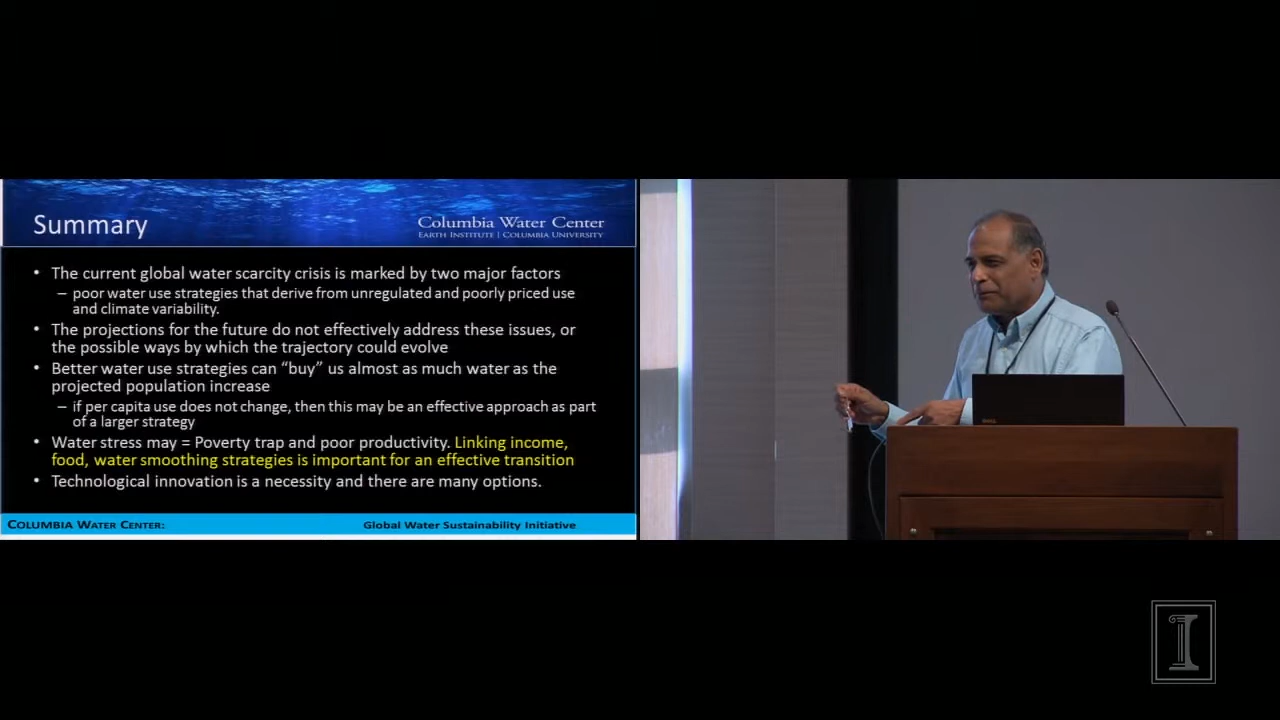 Summary
Columbia Water Center
EARTH INSTITUTE | COLUMBIA UNIVERSITY
• The current global water scarcity crisis is marked by two major factors
– poor water use strategies that derive from unregulated and poorly priced use
and climate variability.
• The projections for the future do not effectively address these issues, or
the possible ways by which the trajectory could evolve
• Better water use strategies can “buy” us almost as much water as the
projected population increase
– if per capita use does not change, then this may be an effective approach as part
of a larger strategy
• Water stress may = Poverty trap and poor productivity. Linking income,
food, water smoothing strategies is important for an effective transition
• Technological innovation is a necessity and there are many options.
COLUMBIA WATER CENTER:
Global Water Sustainability Initiative
DELL
I